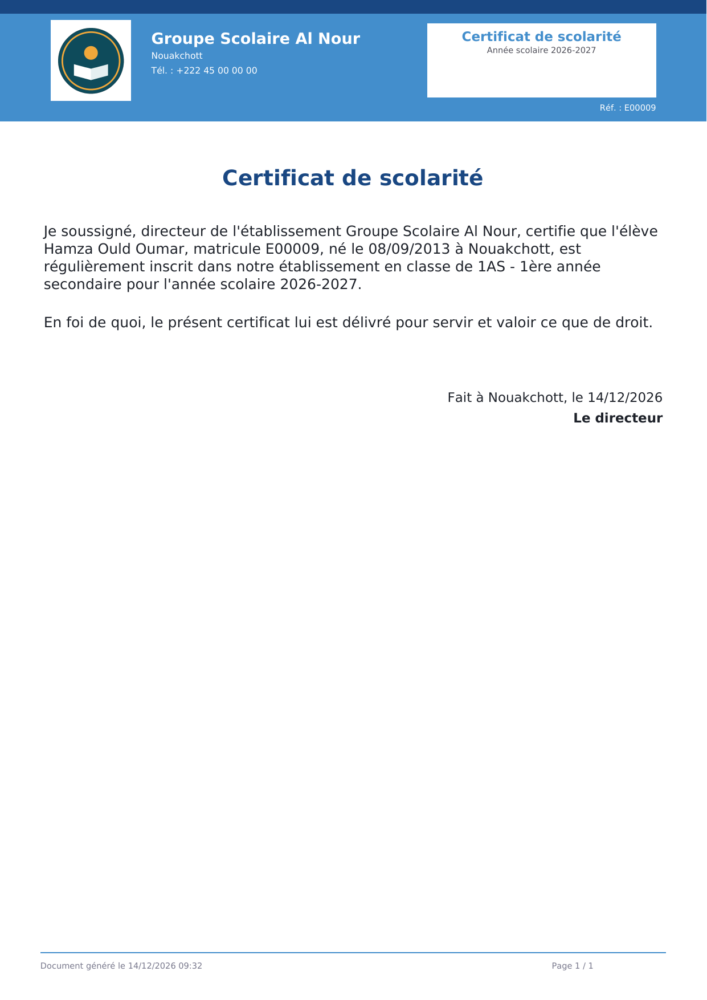 Groupe Scolaire Al Nour
Nouakchott
Tél. : +222 45 00 00 00
Certificat de scolarité
Année scolaire 2026-2027
Réf. : E00009
Certificat de scolarité
Je soussigné, directeur de l'établissement Groupe Scolaire Al Nour, certifie que l'élève
Hamza Ould Oumar, matricule E00009, né le 08/09/2013 à Nouakchott, est
régulièrement inscrit dans notre établissement en classe de 1AS - 1ère année
secondaire pour l'année scolaire 2026-2027.
En foi de quoi, le présent certificat lui est délivré pour servir et valoir ce que de droit.
Fait à Nouakchott, le 14/12/2026
Le directeur
Document généré le 14/12/2026 09:32
Page 1 / 1